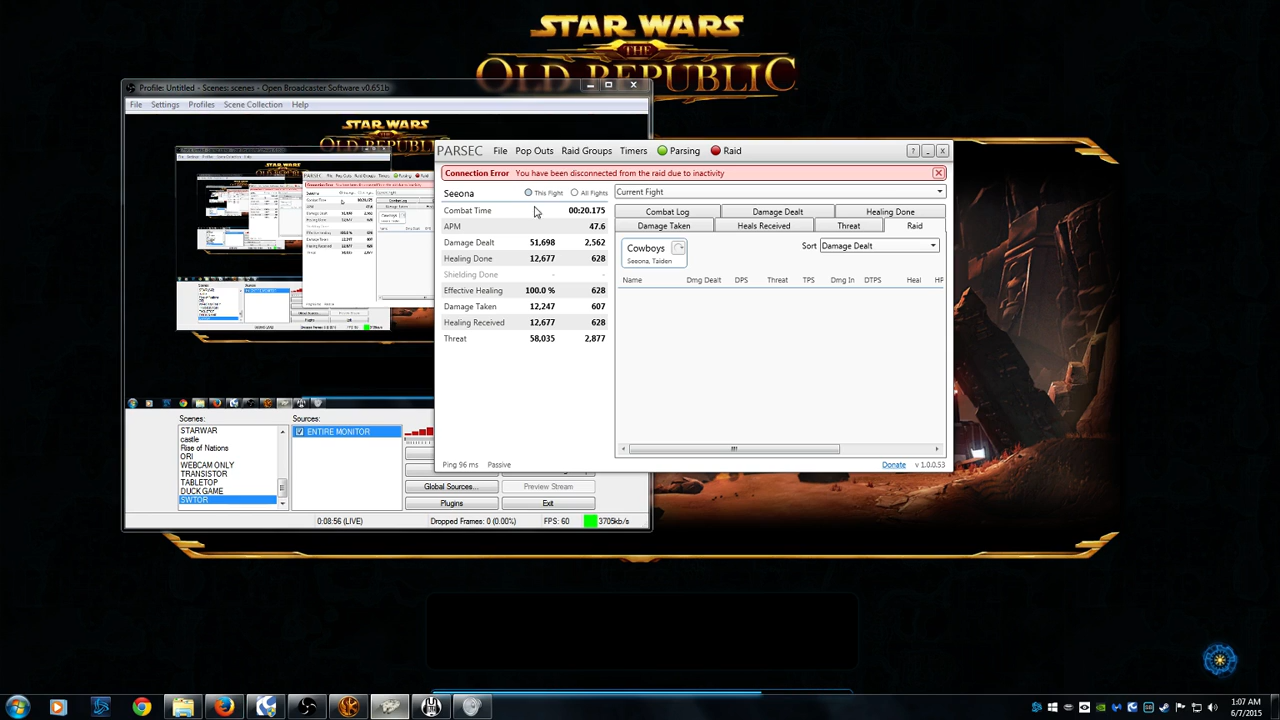 STAR WARS
THE
OLD REPUBLIC
Profile: Untitled - Scenes: scenes - Open Broadcaster Software v0.651b
File Settings Profiles Scene Collection Help
STAR WARS
PARSEC File Pop Outs Raid Groups Timers Parsing Raid
Connection Error You have been disconnected from the raid due to inactivity
Seeona This Fight All Fights
Combat Time 00:20.175
APM 47.6
Damage Dealt 51,698 2,562
Healing Done 12,677 628
Shielding Done - -
Effective Healing 100.0 % 628
Damage Taken 12,247 607
Healing Received 12,677 628
Threat 58,035 2,877
Current Fight
Combat Log Damage Dealt Healing Done
Damage Taken Heals Received Threat Raid
Cowboys
Seeona, Taiden
Sort Damage Dealt
Name Dmg Dealt DPS Threat TPS Dmg In DTPS Heal HP
Ping 96 ms Passive Donate v 1.0.0.53
Scenes:
STARWAR
castle
Rise of Nations
ORI
WEBCAM ONLY
TRANSISTOR
TABLETOP
DUCK GAME
SWTOR
Sources:
ENTIRE MONITOR
Global Sources... Preview Stream
Plugins Exit
0:08:56 (LIVE) Dropped Frames: 0 (0.00%) FPS: 60 3705kb/s
1:07 AM
6/7/2015